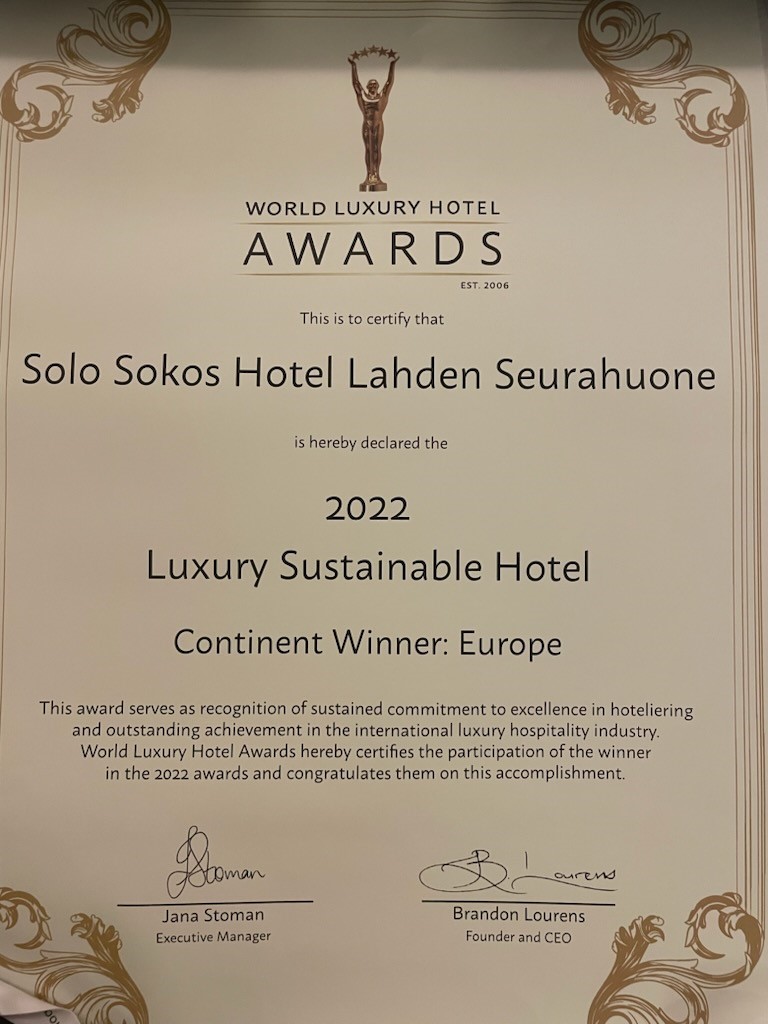 WORLD LUXURY HOTEL
AWARDS
EST. 2006
This is to certify that
Solo Sokos Hotel Lahden Seurahuone
is hereby declared the
2022
Luxury Sustainable Hotel
Continent Winner: Europe
This award serves as recognition of sustained commitment to excellence in hoteliering
and outstanding achievement in the international luxury hospitality industry.
World Luxury Hotel Awards hereby certifies the participation of the winner
in the 2022 awards and congratulates them on this accomplishment.
JStoman
B. Lourens
Jana Stoman
Brandon Lourens
Executive Manager
Founder and CEO